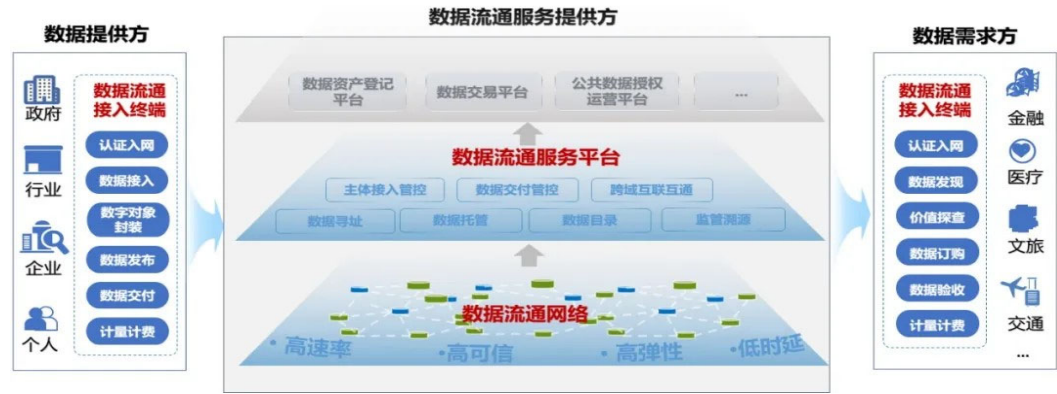 数据流通服务提供方
数据提供方
政府
行业
企业
个人
数据流通
接入终端
认证入网
数据接入
数字对象
封装
数据发布
数据交付
计量计费
数据资产登记
平台
数据交易平台
公共数据授权
运营平台
...
数据流通服务平台
主体接入管控
数据交付管控
跨域互联互通
数据寻址
数据托管
数据目录
监管溯源
数据流通网络
•高速率
•高可信
•高弹性
•低时延
数据需求方
数据流通
接入终端
认证入网
数据发现
价值探查
数据订购
数据验收
计量计费
金融
医疗
文旅
交通
...